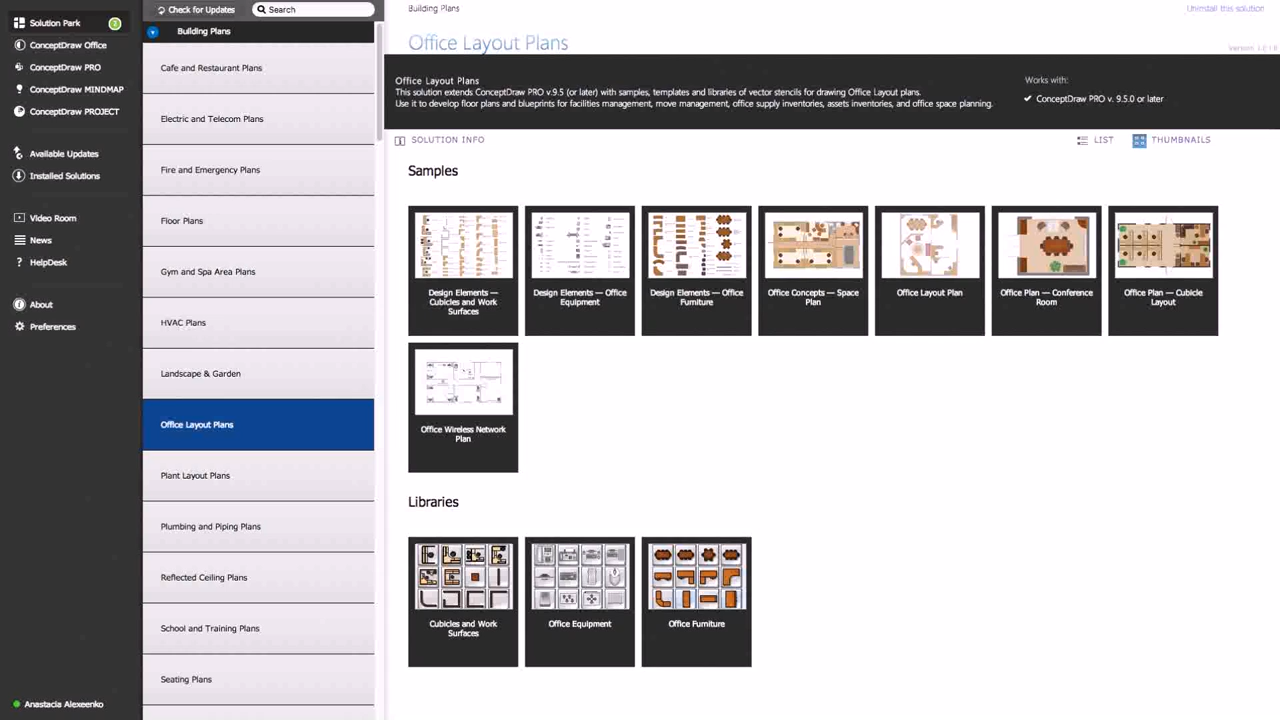 Solution Park
2
ConceptDraw Office
ConceptDraw PRO
ConceptDraw MINDMAP
ConceptDraw PROJECT
Available Updates
Installed Solutions
Video Room
News
HelpDesk
About
Preferences
Anastacia Alexeenko
Check for Updates
Search
Building Plans
Cafe and Restaurant Plans
Electric and Telecom Plans
Fire and Emergency Plans
Floor Plans
Gym and Spa Area Plans
HVAC Plans
Landscape & Garden
Office Layout Plans
Plant Layout Plans
Plumbing and Piping Plans
Reflected Ceiling Plans
School and Training Plans
Seating Plans
Building Plans
Uninstall this solution
Office Layout Plans
Office Layout Plans
This solution extends ConceptDraw PRO v.9.5 (or later) with samples, templates and libraries of vector stencils for drawing Office Layout plans.
Use it to develop floor plans and blueprints for facilities management, move management, office supply inventories, assets inventories, and office space planning.
Works with:
ConceptDraw PRO v. 9.5.0 or later
SOLUTION INFO
LIST
THUMBNAILS
Samples
Design Elements — Cubicles and Work Surfaces
Design Elements — Office Equipment
Design Elements — Office Furniture
Office Concepts — Space Plan
Office Layout Plan
Office Plan — Conference Room
Office Plan — Cubicle Layout
Office Wireless Network Plan
Libraries
Cubicles and Work Surfaces
Office Equipment
Office Furniture